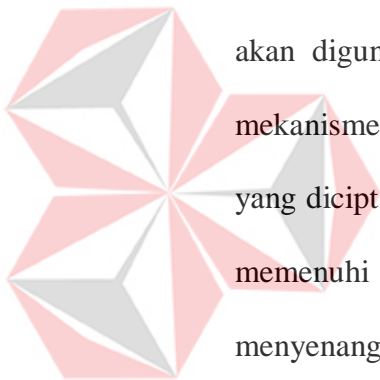 akan digun
mekanisme
yang dicipt
memenuhi
menyenang